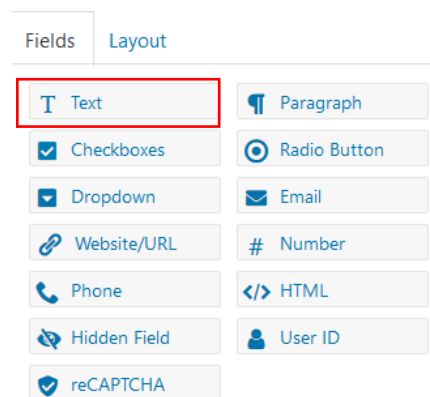 Fields Layout
Text Paragraph
Checkboxes Radio Button
Dropdown Email
Website/URL # Number
Phone </> HTML
Hidden Field User ID
reCAPTCHA